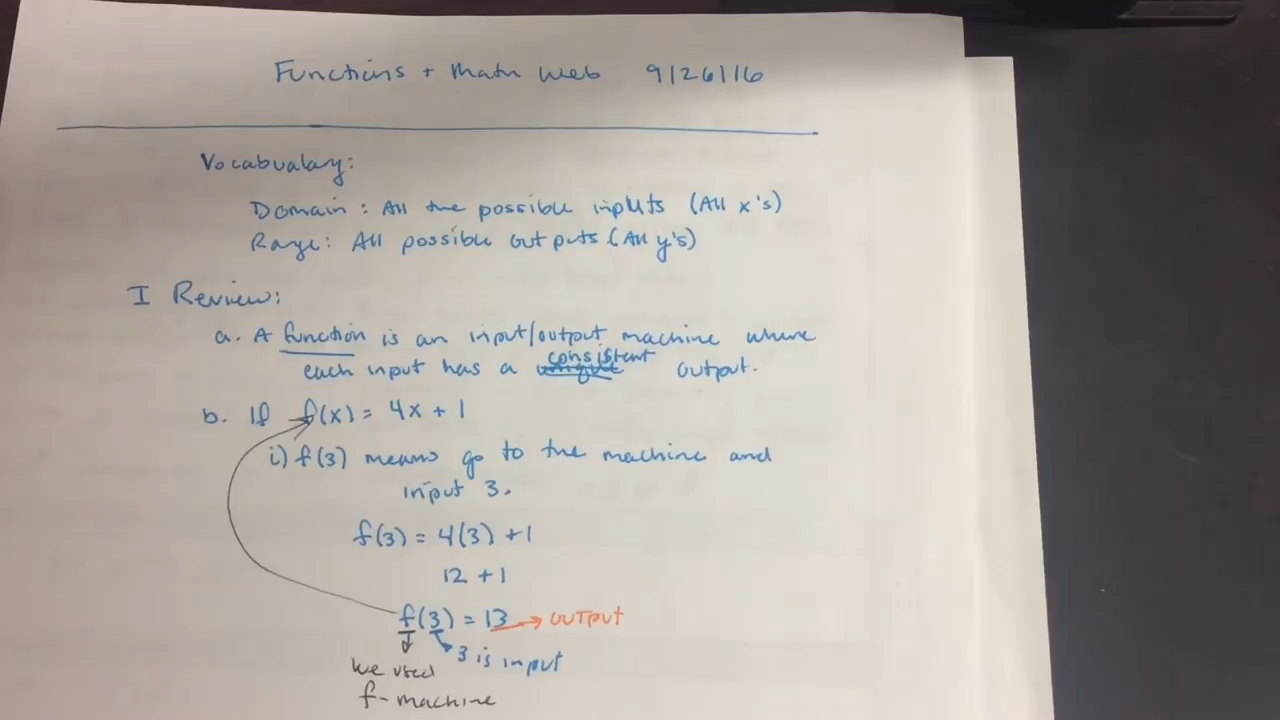 Functions + Math Web 9/26/16
Vocabualary:
Domain: All the possible inputs (All x's)
Range: All possible outputs (All y's)
I Review:
a. A function is an input/output machine where
consistent
each input has a unique output.
b. If f(x) = 4x + 1
i) f(3) means go to the machine and
input 3.
f(3) = 4(3) + 1
12 + 1
f(3) = 13 → OUTPUT
3 is input
we used
f-machine